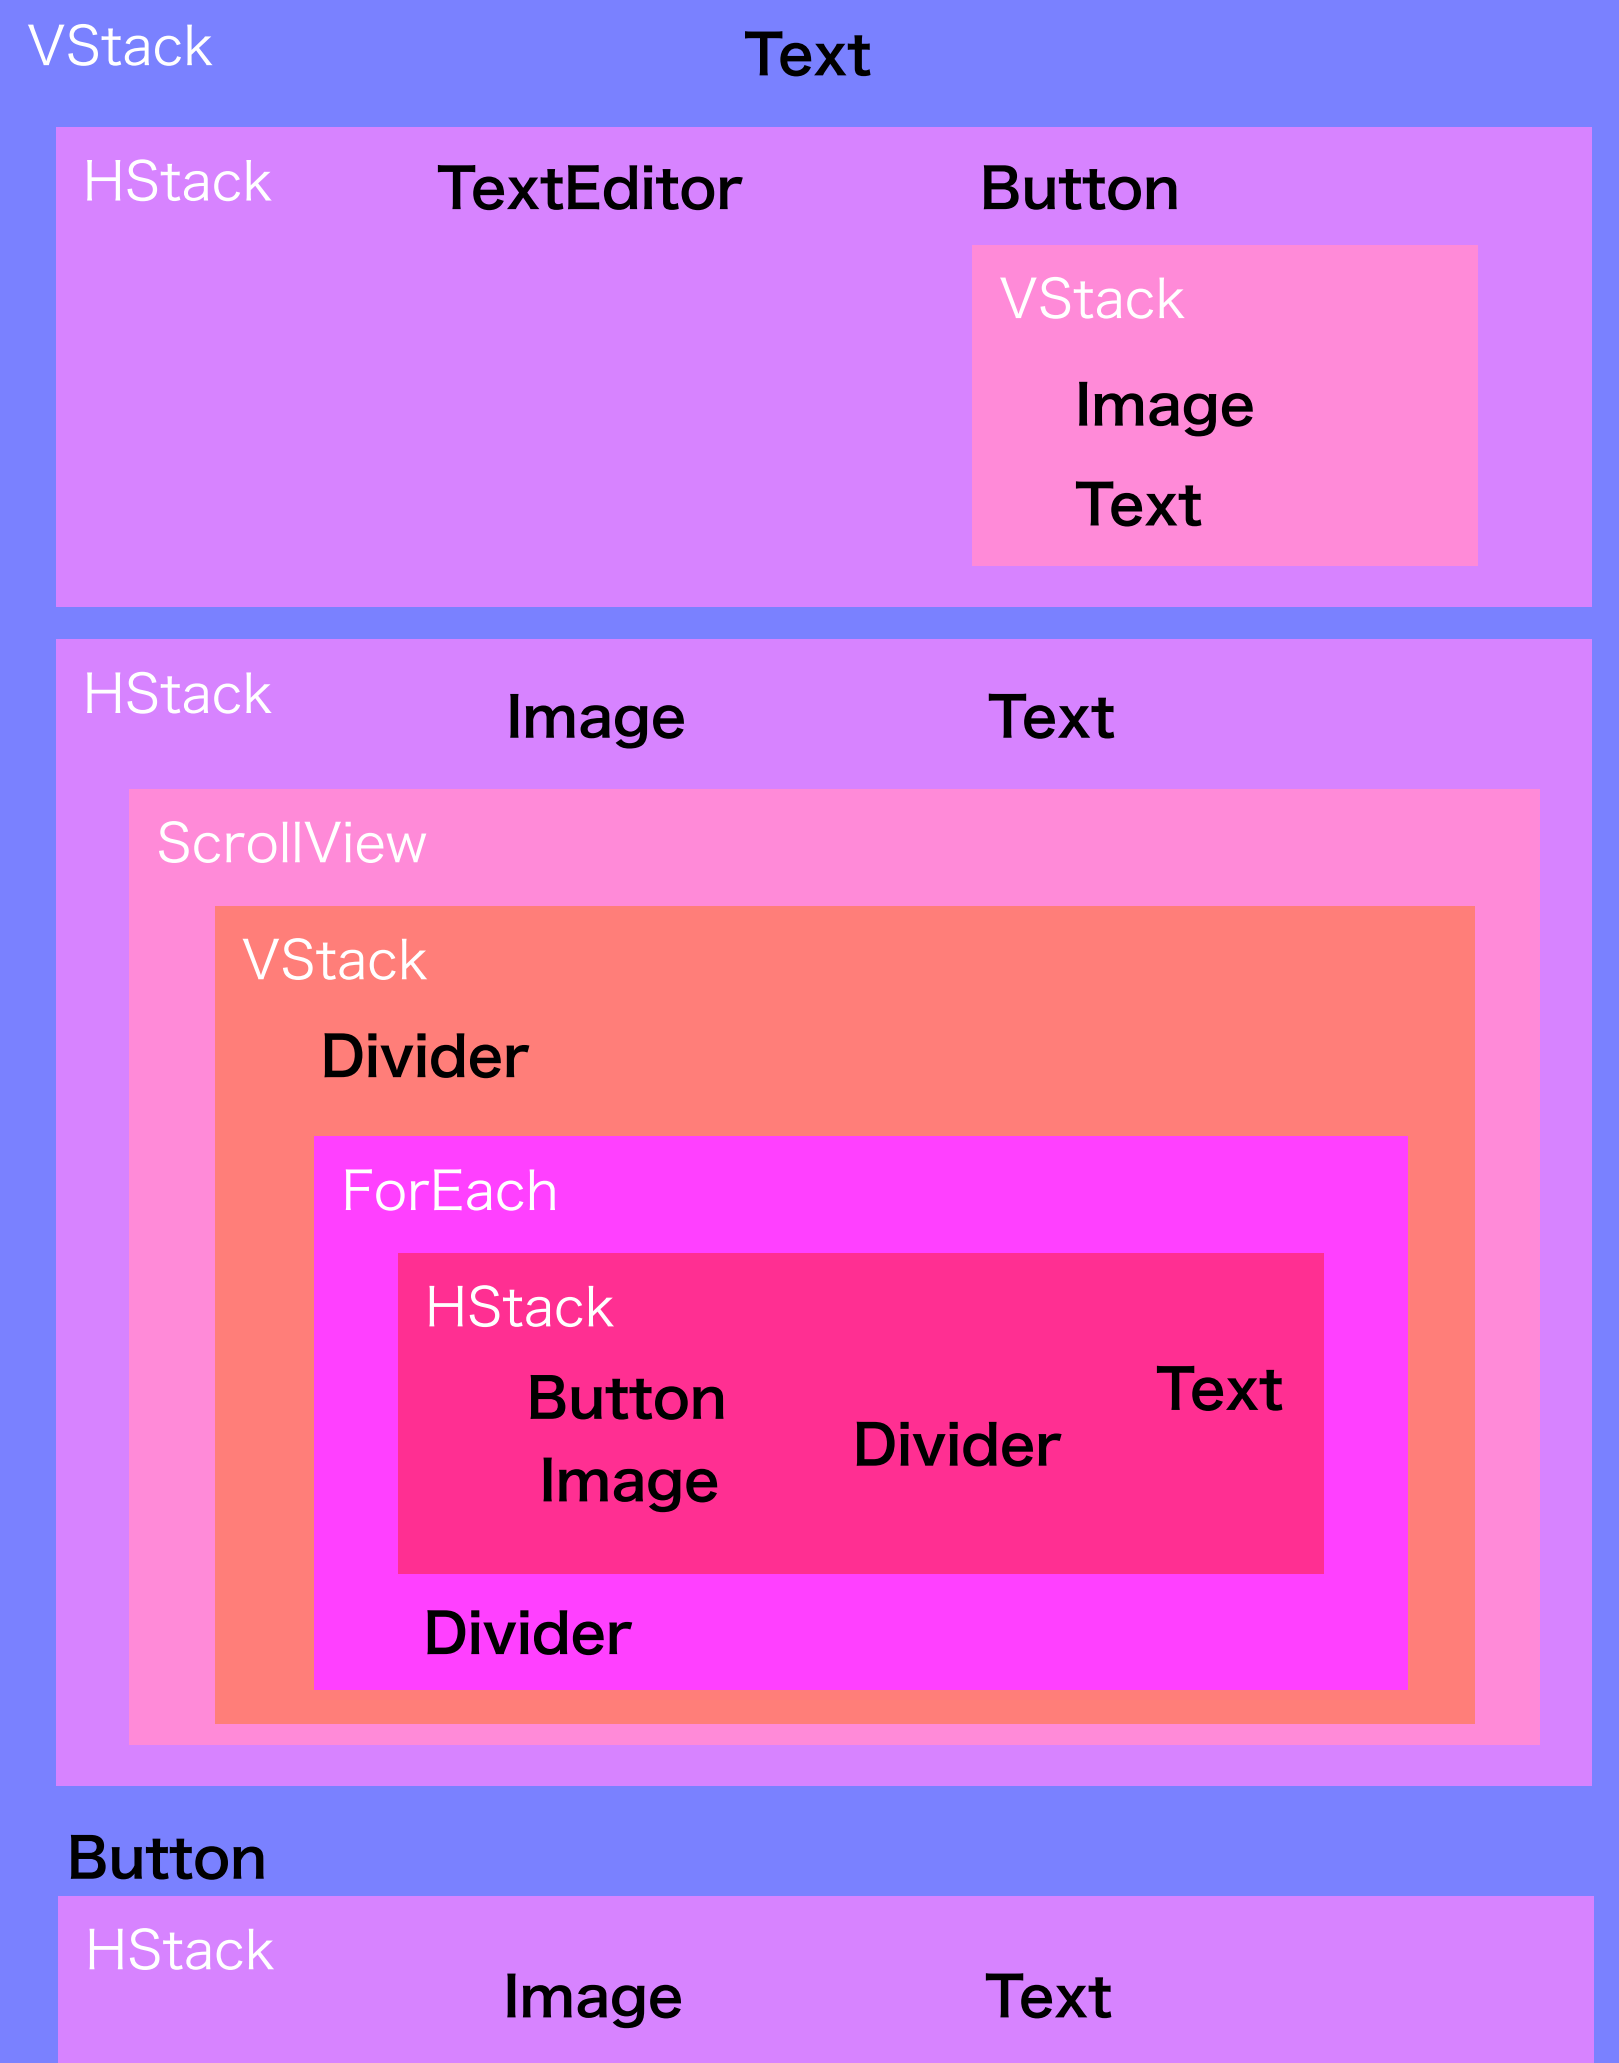 VStack
Text
HStack
TextEditor
Button
VStack
Image
Text
HStack
Image
Text
ScrollView
VStack
Divider
ForEach
HStack
Button
Image
Divider
Text
Divider
Button
HStack
Image
Text